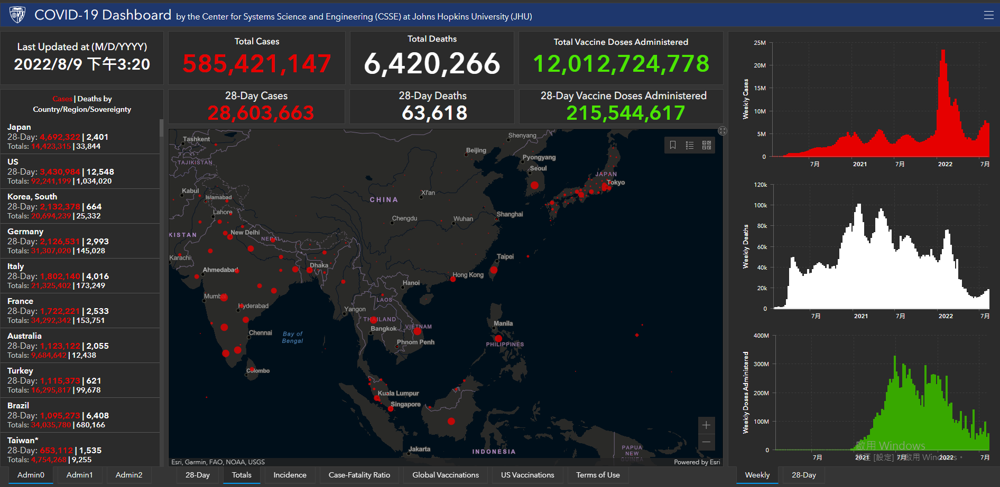 COVID-19 Dashboard by the Center for Systems Science and Engineering (CSSE) at Johns Hopkins University (JHU)
Last Updated at (M/D/YYYY)
2022/8/9 下午3:20
Total Cases
585,421,147
Total Deaths
6,420,266
Total Vaccine Doses Administered
12,012,724,778
28-Day Cases
28,603,663
28-Day Deaths
63,618
28-Day Vaccine Doses Administered
215,544,617
Cases | Deaths by
Country/Region/Sovereignty
Japan
28-Day: 4,692,322 | 2,401
Totals: 14,423,315 | 33,844
US
28-Day: 3,430,984 | 12,548
Totals: 92,241,199 | 1,034,020
Korea, South
28-Day: 2,132,378 | 664
Totals: 20,694,239 | 25,332
Germany
28-Day: 2,126,531 | 2,993
Totals: 31,307,020 | 145,028
Italy
28-Day: 1,802,140 | 4,016
Totals: 21,325,402 | 173,249
France
28-Day: 1,722,221 | 2,533
Totals: 34,292,342 | 153,751
Australia
28-Day: 1,123,122 | 2,055
Totals: 9,684,642 | 12,438
Turkey
28-Day: 1,115,373 | 621
Totals: 16,295,817 | 99,678
Brazil
28-Day: 1,095,273 | 6,408
Totals: 34,035,780 | 680,166
Taiwan*
28-Day: 653,112 | 1,535
Totals: 4,754,268 | 9,255
Admin0 Admin1 Admin2
Tashkent
Shenyang
Beijing
TAJIKISTAN
Pyongyang
Seoul
JAPAN
Tokyo
Kabul
Islamabad
Xi'an
CHINA
Lahore
Shanghai
Chengdu
Wuhan
KISTAN
New Delhi
NEPAL
Karachi
Taipei
Ahmedabad
Dhaka
Hong Kong
Hanoi
Mumbai
LAOS
Hyderabad
Yangon
THAILAND
Manila
Bangkok
VIETNAM
Chennai
Bay of
Bengal
Phnom Penh
PHILIPPINES
Colombo
Kuala Lumpur
Singapore
Jakarta
INDONESIA
PAPUA
NEW
GUINEA
Esri, Garmin, FAO, NOAA, USGS
Powered by Esri
28-Day Totals Incidence Case-Fatality Ratio Global Vaccinations US Vaccinations Terms of Use
Weekly Cases
25M
20M
15M
10M
5M
0
7月 2021 7月 2022 7月
Weekly Deaths
120k
100k
80k
60k
40k
20k
0
7月 2021 7月 2022 7月
Weekly Doses Administered
400M
300M
200M
100M
0
7月 2021 7月 2022 7月
啟用 Windows
移至 [設定] 以啟用 Windows。
Weekly 28-Day